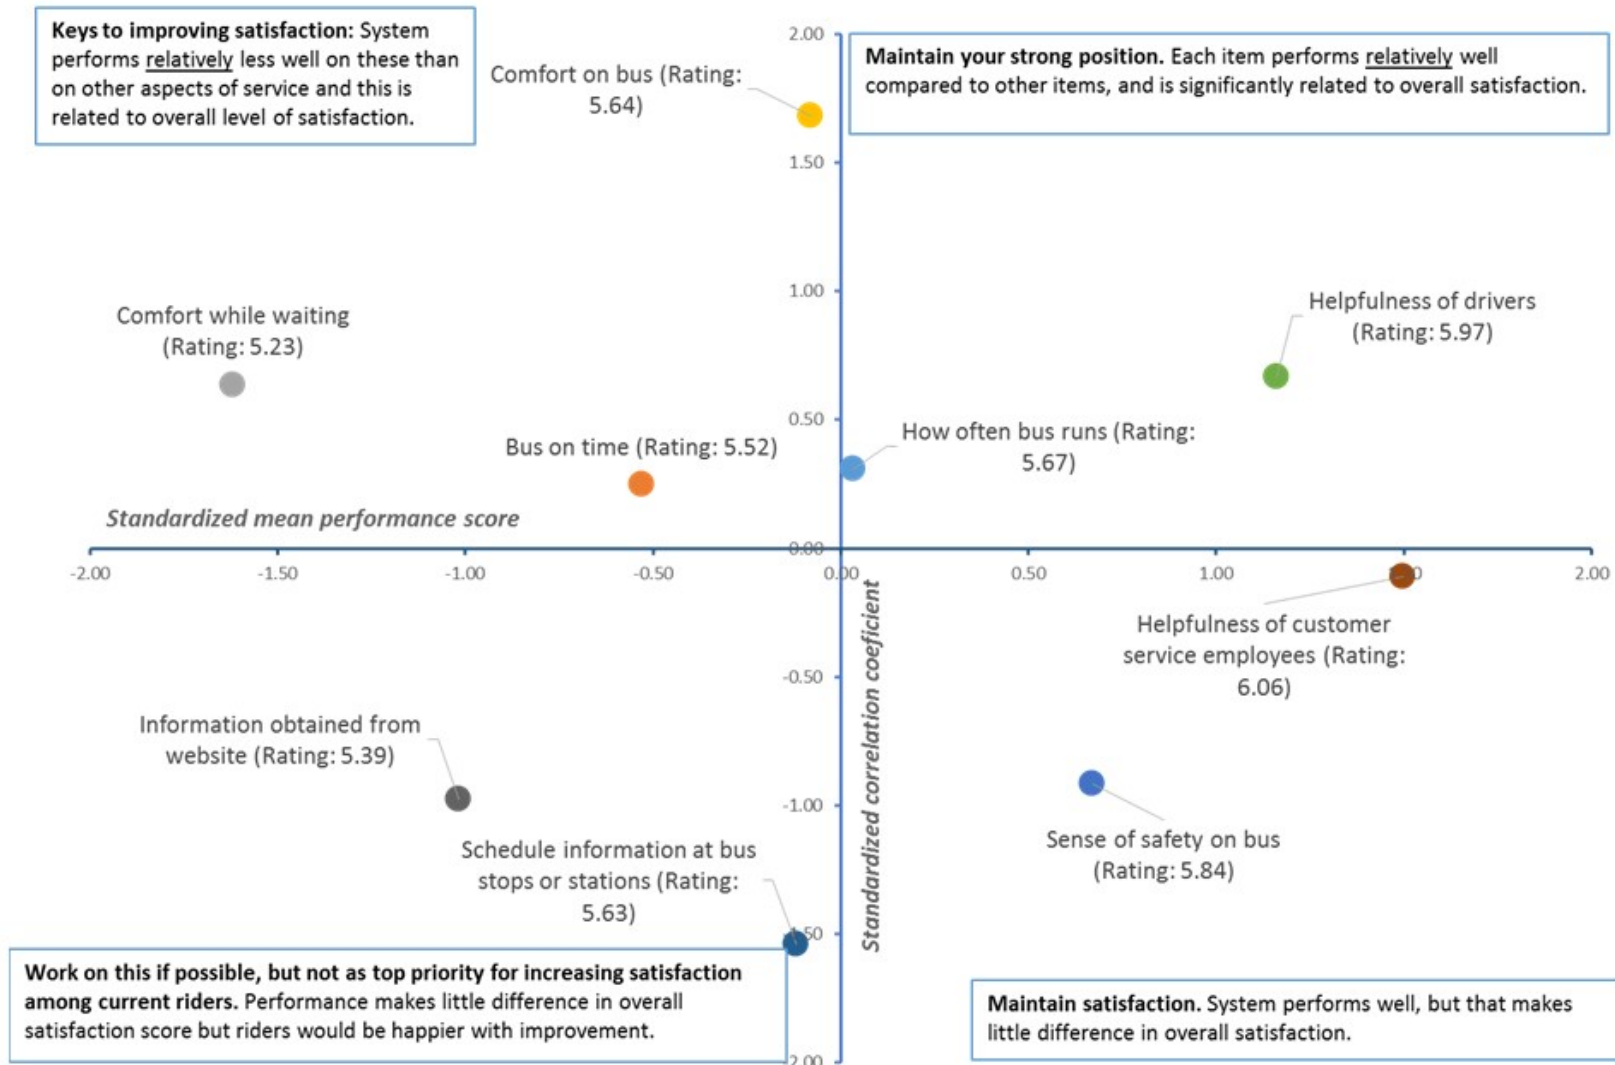 Keys to improving satisfaction: System
performs relatively less well on these than
on other aspects of service and this is
related to overall level of satisfaction.
Maintain your strong position. Each item performs relatively well
compared to other items, and is significantly related to overall satisfaction.
2.00
Comfort on bus (Rating:
5.64)
1.50
1.00
Comfort while waiting
(Rating: 5.23)
Helpfulness of drivers
(Rating: 5.97)
0.50
How often bus runs (Rating:
5.67)
Bus on time (Rating: 5.52)
Standardized mean performance score
0.00
-2.00
-1.50
-1.00
-0.50
0.00
0.50
1.00
2.00
Standardized correlation coeficient
Helpfulness of customer
service employees (Rating:
6.06)
-0.50
Information obtained from
website (Rating: 5.39)
-1.00
Sense of safety on bus
(Rating: 5.84)
Schedule information at bus
stops or stations (Rating:
5.63)
Work on this if possible, but not as top priority for increasing satisfaction
among current riders. Performance makes little difference in overall
satisfaction score but riders would be happier with improvement.
Maintain satisfaction. System performs well, but that makes
little difference in overall satisfaction.